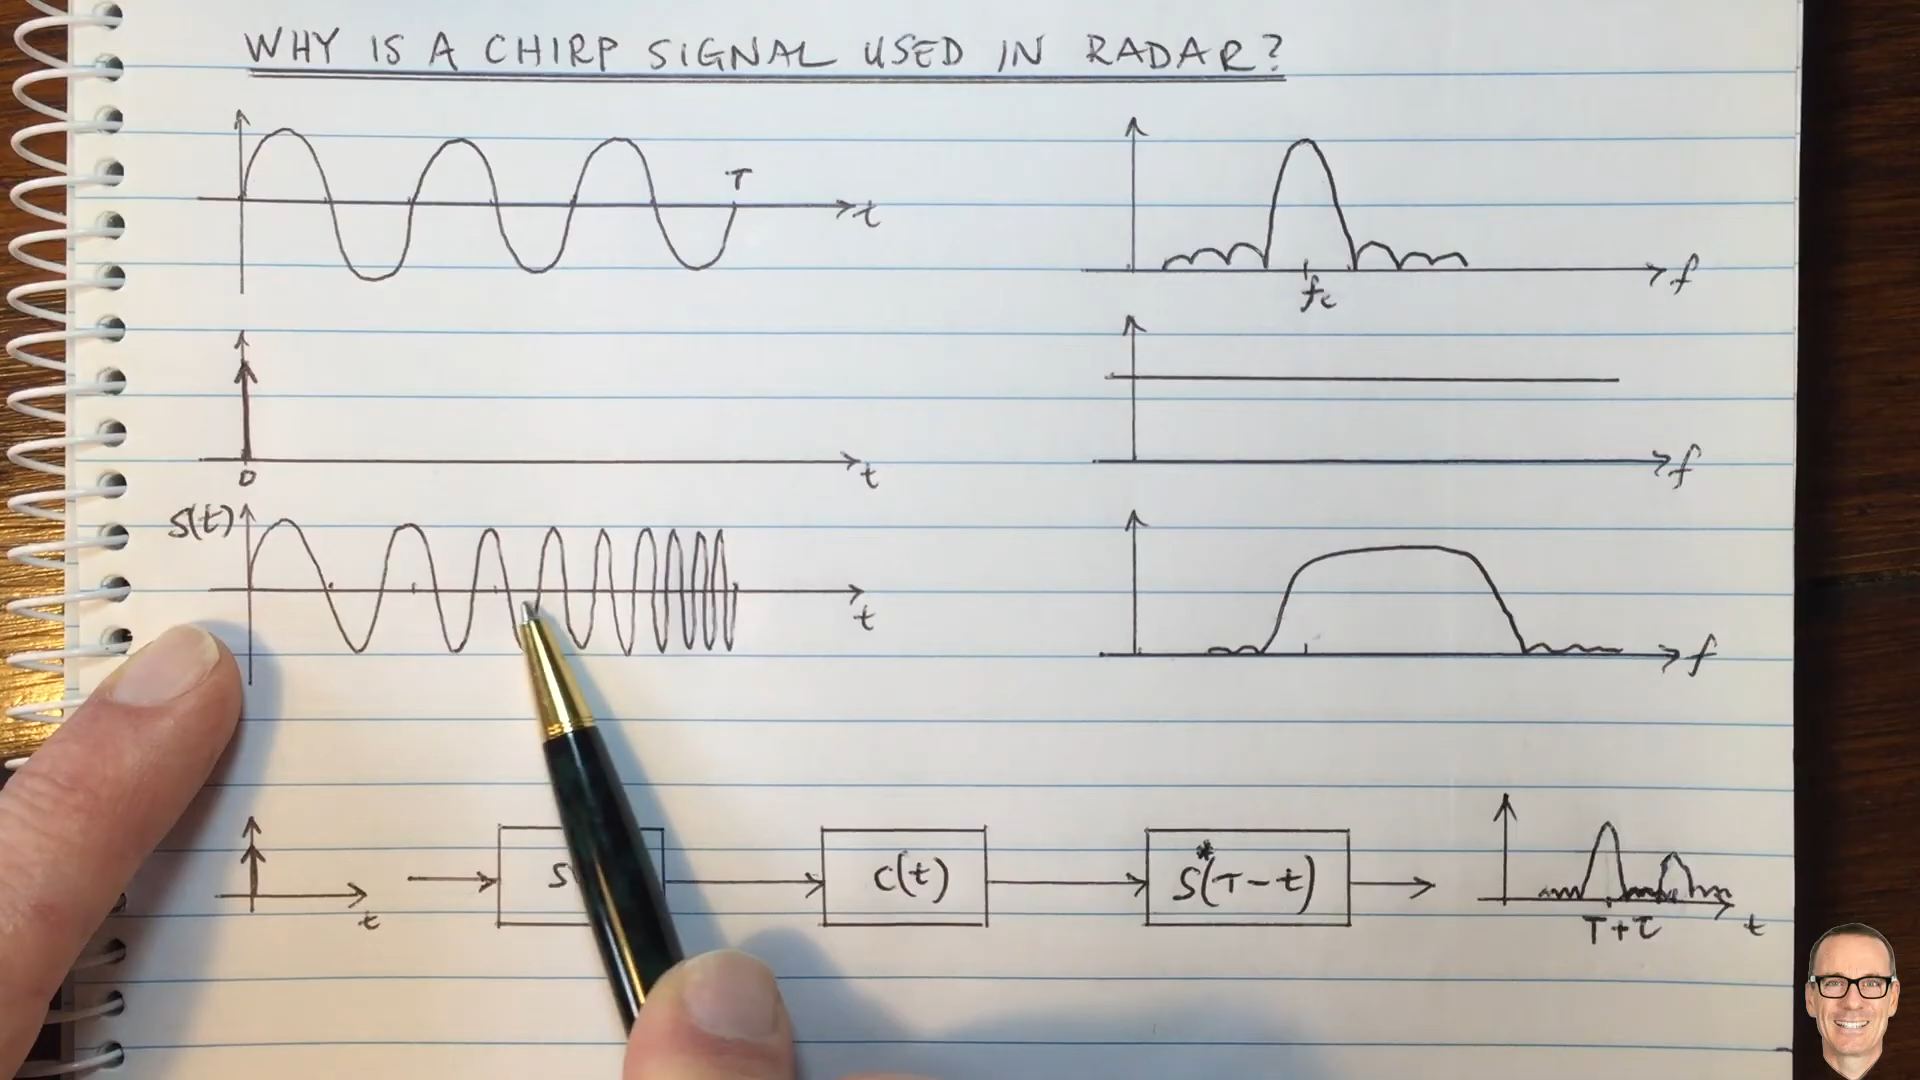 WHY IS A CHIRP SIGNAL USED IN RADAR?
T
t
fc
f
0
t
f
S(t)
t
f
t
S
C(t)
S*(T-t)
T+τ
t